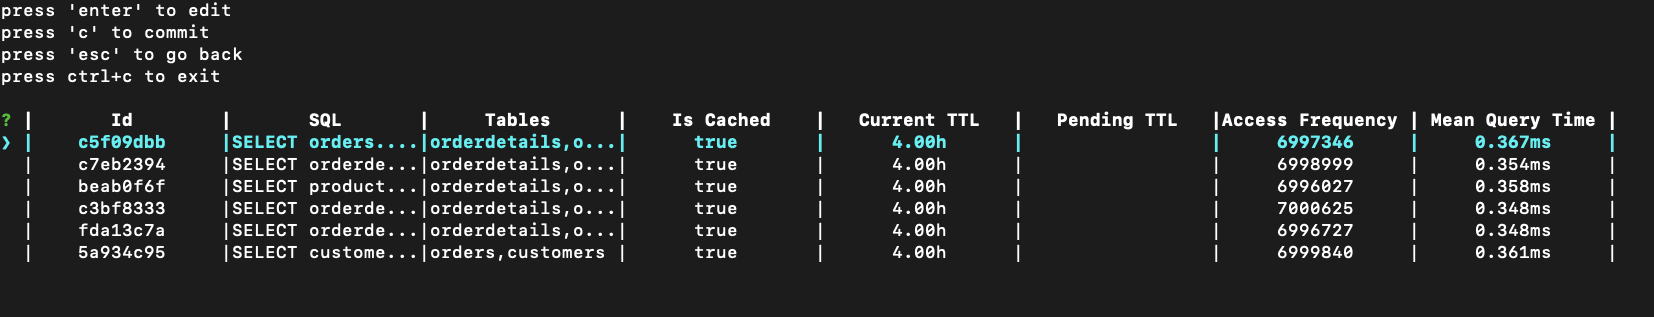 press 'enter' to edit
press 'c' to commit
press 'esc' to go back
press ctrl+c to exit
? | Id | SQL | Tables | Is Cached | Current TTL | Pending TTL |Access Frequency | Mean Query Time |
❯ | c5f09dbb |SELECT orders....|orderdetails,o...| true | 4.00h | | 6997346 | 0.367ms |
| c7eb2394 |SELECT orderde...|orderdetails,o...| true | 4.00h | | 6998999 | 0.354ms |
| beab0f6f |SELECT product...|orderdetails,o...| true | 4.00h | | 6996027 | 0.358ms |
| c3bf8333 |SELECT orderde...|orderdetails,o...| true | 4.00h | | 7000625 | 0.348ms |
| fda13c7a |SELECT orderde...|orderdetails,o...| true | 4.00h | | 6996727 | 0.348ms |
| 5a934c95 |SELECT custome...|orders,customers | true | 4.00h | | 6999840 | 0.361ms |